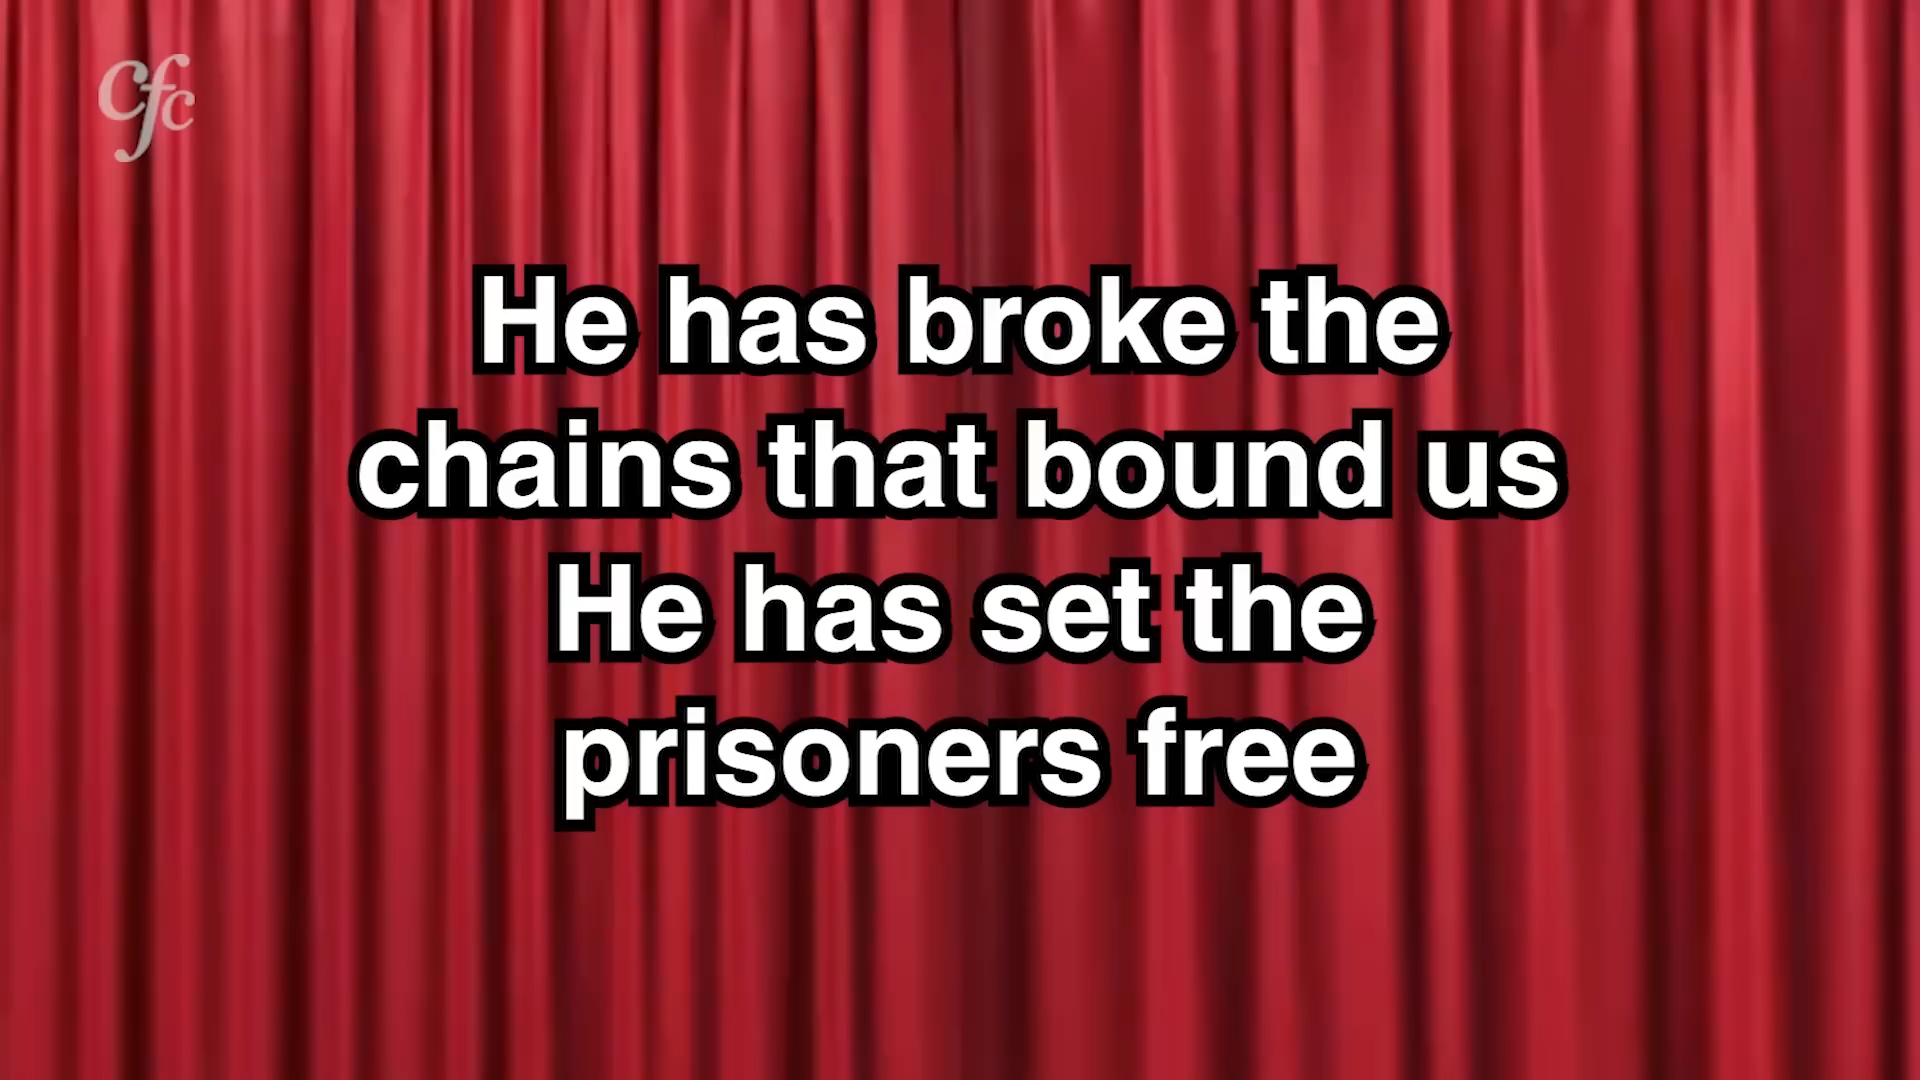 cfc
He has broke the
chains that bound us
He has set the
prisoners free